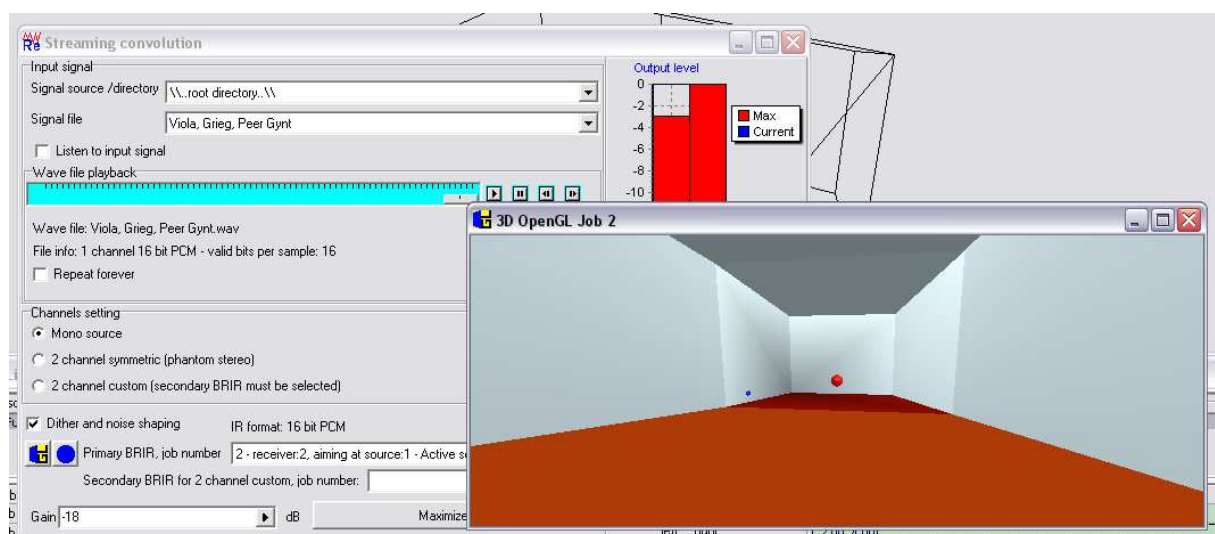 Streaming convolution
Input signal
Signal source /directory \\..root directory..\\
Signal file Viola, Grieg, Peer Gynt
Listen to input signal
Wave file playback
Wave file: Viola, Grieg, Peer Gynt.wav
File info: 1 channel 16 bit PCM - valid bits per sample: 16
Repeat forever
Channels setting
Mono source
2 channel symmetric (phantom stereo)
2 channel custom (secondary BRIR must be selected)
Dither and noise shaping IR format: 16 bit PCM
Primary BRIR, job number 2 - receiver:2, aiming at source:1 - Active
Secondary BRIR for 2 channel custom, job number:
Gain -18 dB Maximize
Output level
0
-2
-4
-6
-8
-10
Max
Current
3D OpenGL Job 2